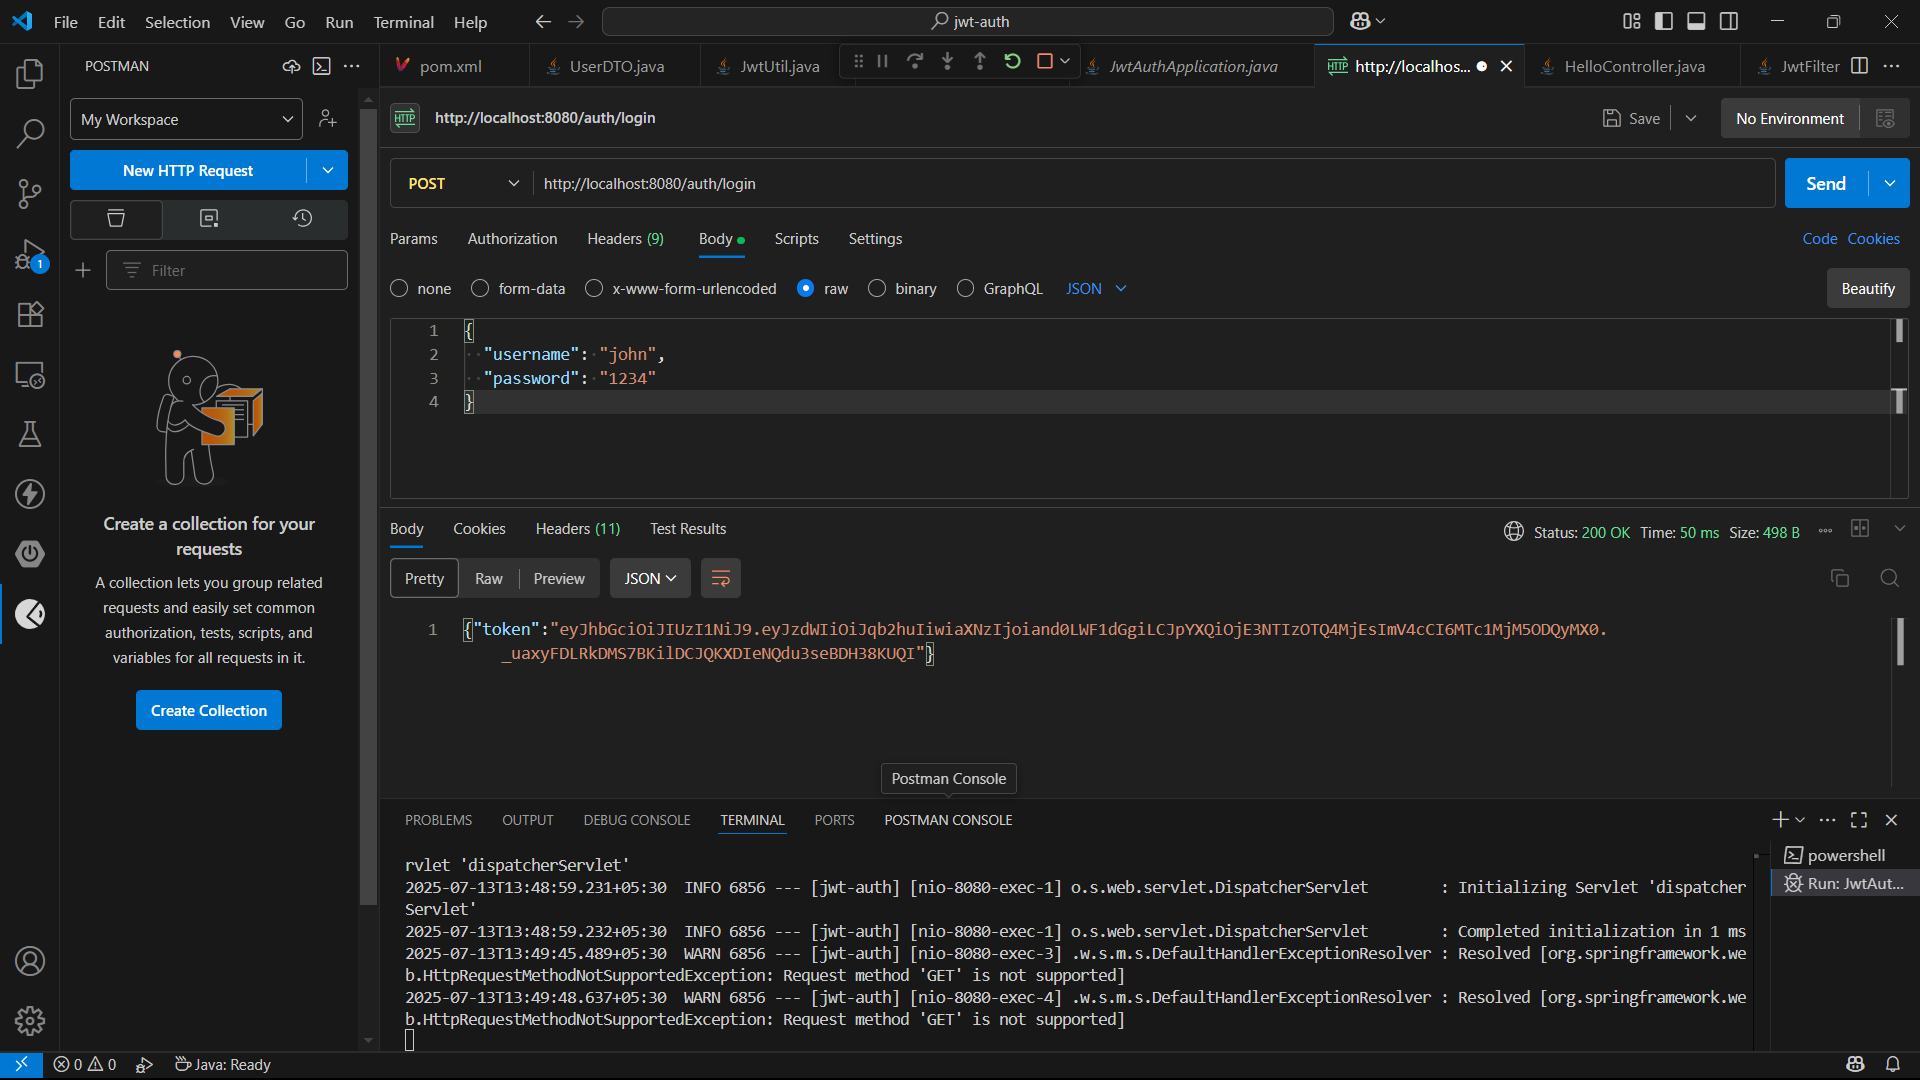 File Edit Selection View Go Run Terminal Help
jwt-auth
POSTMAN
pom.xml
UserDTO.java
JwtUtil.java
JwtAuthApplication.java
HTTP http://localhos...
HelloController.java
JwtFilter
My Workspace
New HTTP Request
Filter
Create a collection for your
requests
A collection lets you group related
requests and easily set common
authorization, tests, scripts, and
variables for all requests in it.
Create Collection
1
HTTP http://localhost:8080/auth/login
Save
No Environment
POST http://localhost:8080/auth/login
Send
Params Authorization Headers (9) Body Scripts Settings
Code Cookies
none form-data x-www-form-urlencoded raw binary GraphQL JSON
Beautify
1 {
2 "username": "john",
3 "password": "1234"
4 }
Body Cookies Headers (11) Test Results
Status: 200 OK Time: 50 ms Size: 498 B
Pretty Raw Preview JSON
1 {"token":"eyJhbGciOiJIUzI1NiJ9.eyJzdWIiOiJqb2huIiwiaXNzIjoiand0LWF1dGgiLCJpYXQiOjE3NTIzOTQ4MjEsImV4cCI6MTc1MjM5ODQyMX0.
_uaxyFDLRkDMS7BKilDCJQKXDIeNQdu3seBDH38KUQI"}
Postman Console
PROBLEMS OUTPUT DEBUG CONSOLE TERMINAL PORTS POSTMAN CONSOLE
rvlet 'dispatcherServlet'
2025-07-13T13:48:59.231+05:30 INFO 6856 --- [jwt-auth] [nio-8080-exec-1] o.s.web.servlet.DispatcherServlet : Initializing Servlet 'dispatcher
Servlet'
2025-07-13T13:48:59.232+05:30 INFO 6856 --- [jwt-auth] [nio-8080-exec-1] o.s.web.servlet.DispatcherServlet : Completed initialization in 1 ms
2025-07-13T13:49:45.489+05:30 WARN 6856 --- [jwt-auth] [nio-8080-exec-3] .w.s.m.s.DefaultHandlerExceptionResolver : Resolved [org.springframework.we
b.HttpRequestMethodNotSupportedException: Request method 'GET' is not supported]
2025-07-13T13:49:48.637+05:30 WARN 6856 --- [jwt-auth] [nio-8080-exec-4] .w.s.m.s.DefaultHandlerExceptionResolver : Resolved [org.springframework.we
b.HttpRequestMethodNotSupportedException: Request method 'GET' is not supported]
powershell
Run: JwtAut...
0 0 Java: Ready